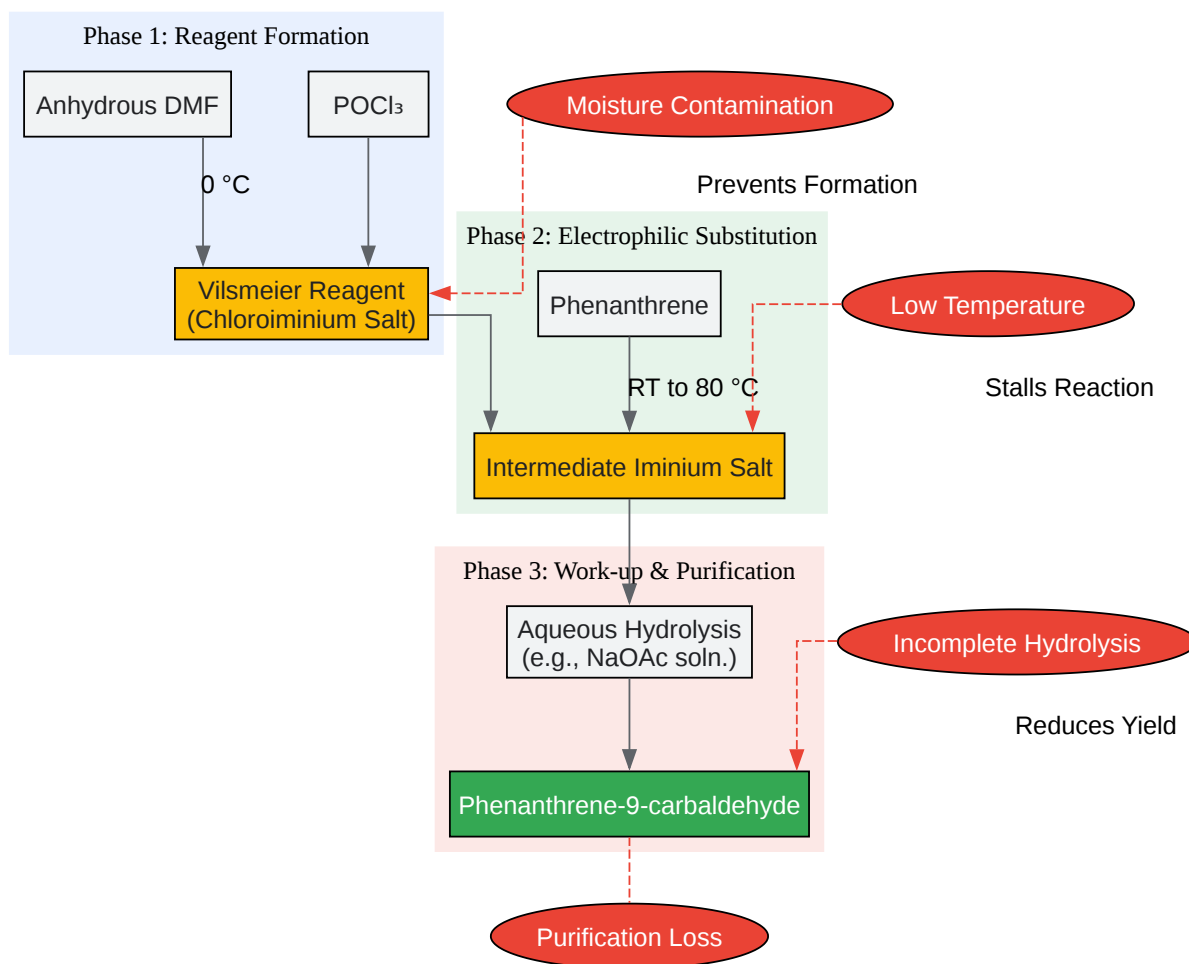 Phase 1: Reagent Formation
Anhydrous DMF
POCl₃
Moisture Contamination
0 °C
Prevents Formation
Phase 2: Electrophilic Substitution
Vilsmeier Reagent
(Chloroiminium Salt)
Phenanthrene
Low Temperature
RT to 80 °C
Stalls Reaction
Intermediate Iminium Salt
Phase 3: Work-up & Purification
Aqueous Hydrolysis
(e.g., NaOAc soln.)
Incomplete Hydrolysis
Reduces Yield
Phenanthrene-9-carbaldehyde
Purification Loss